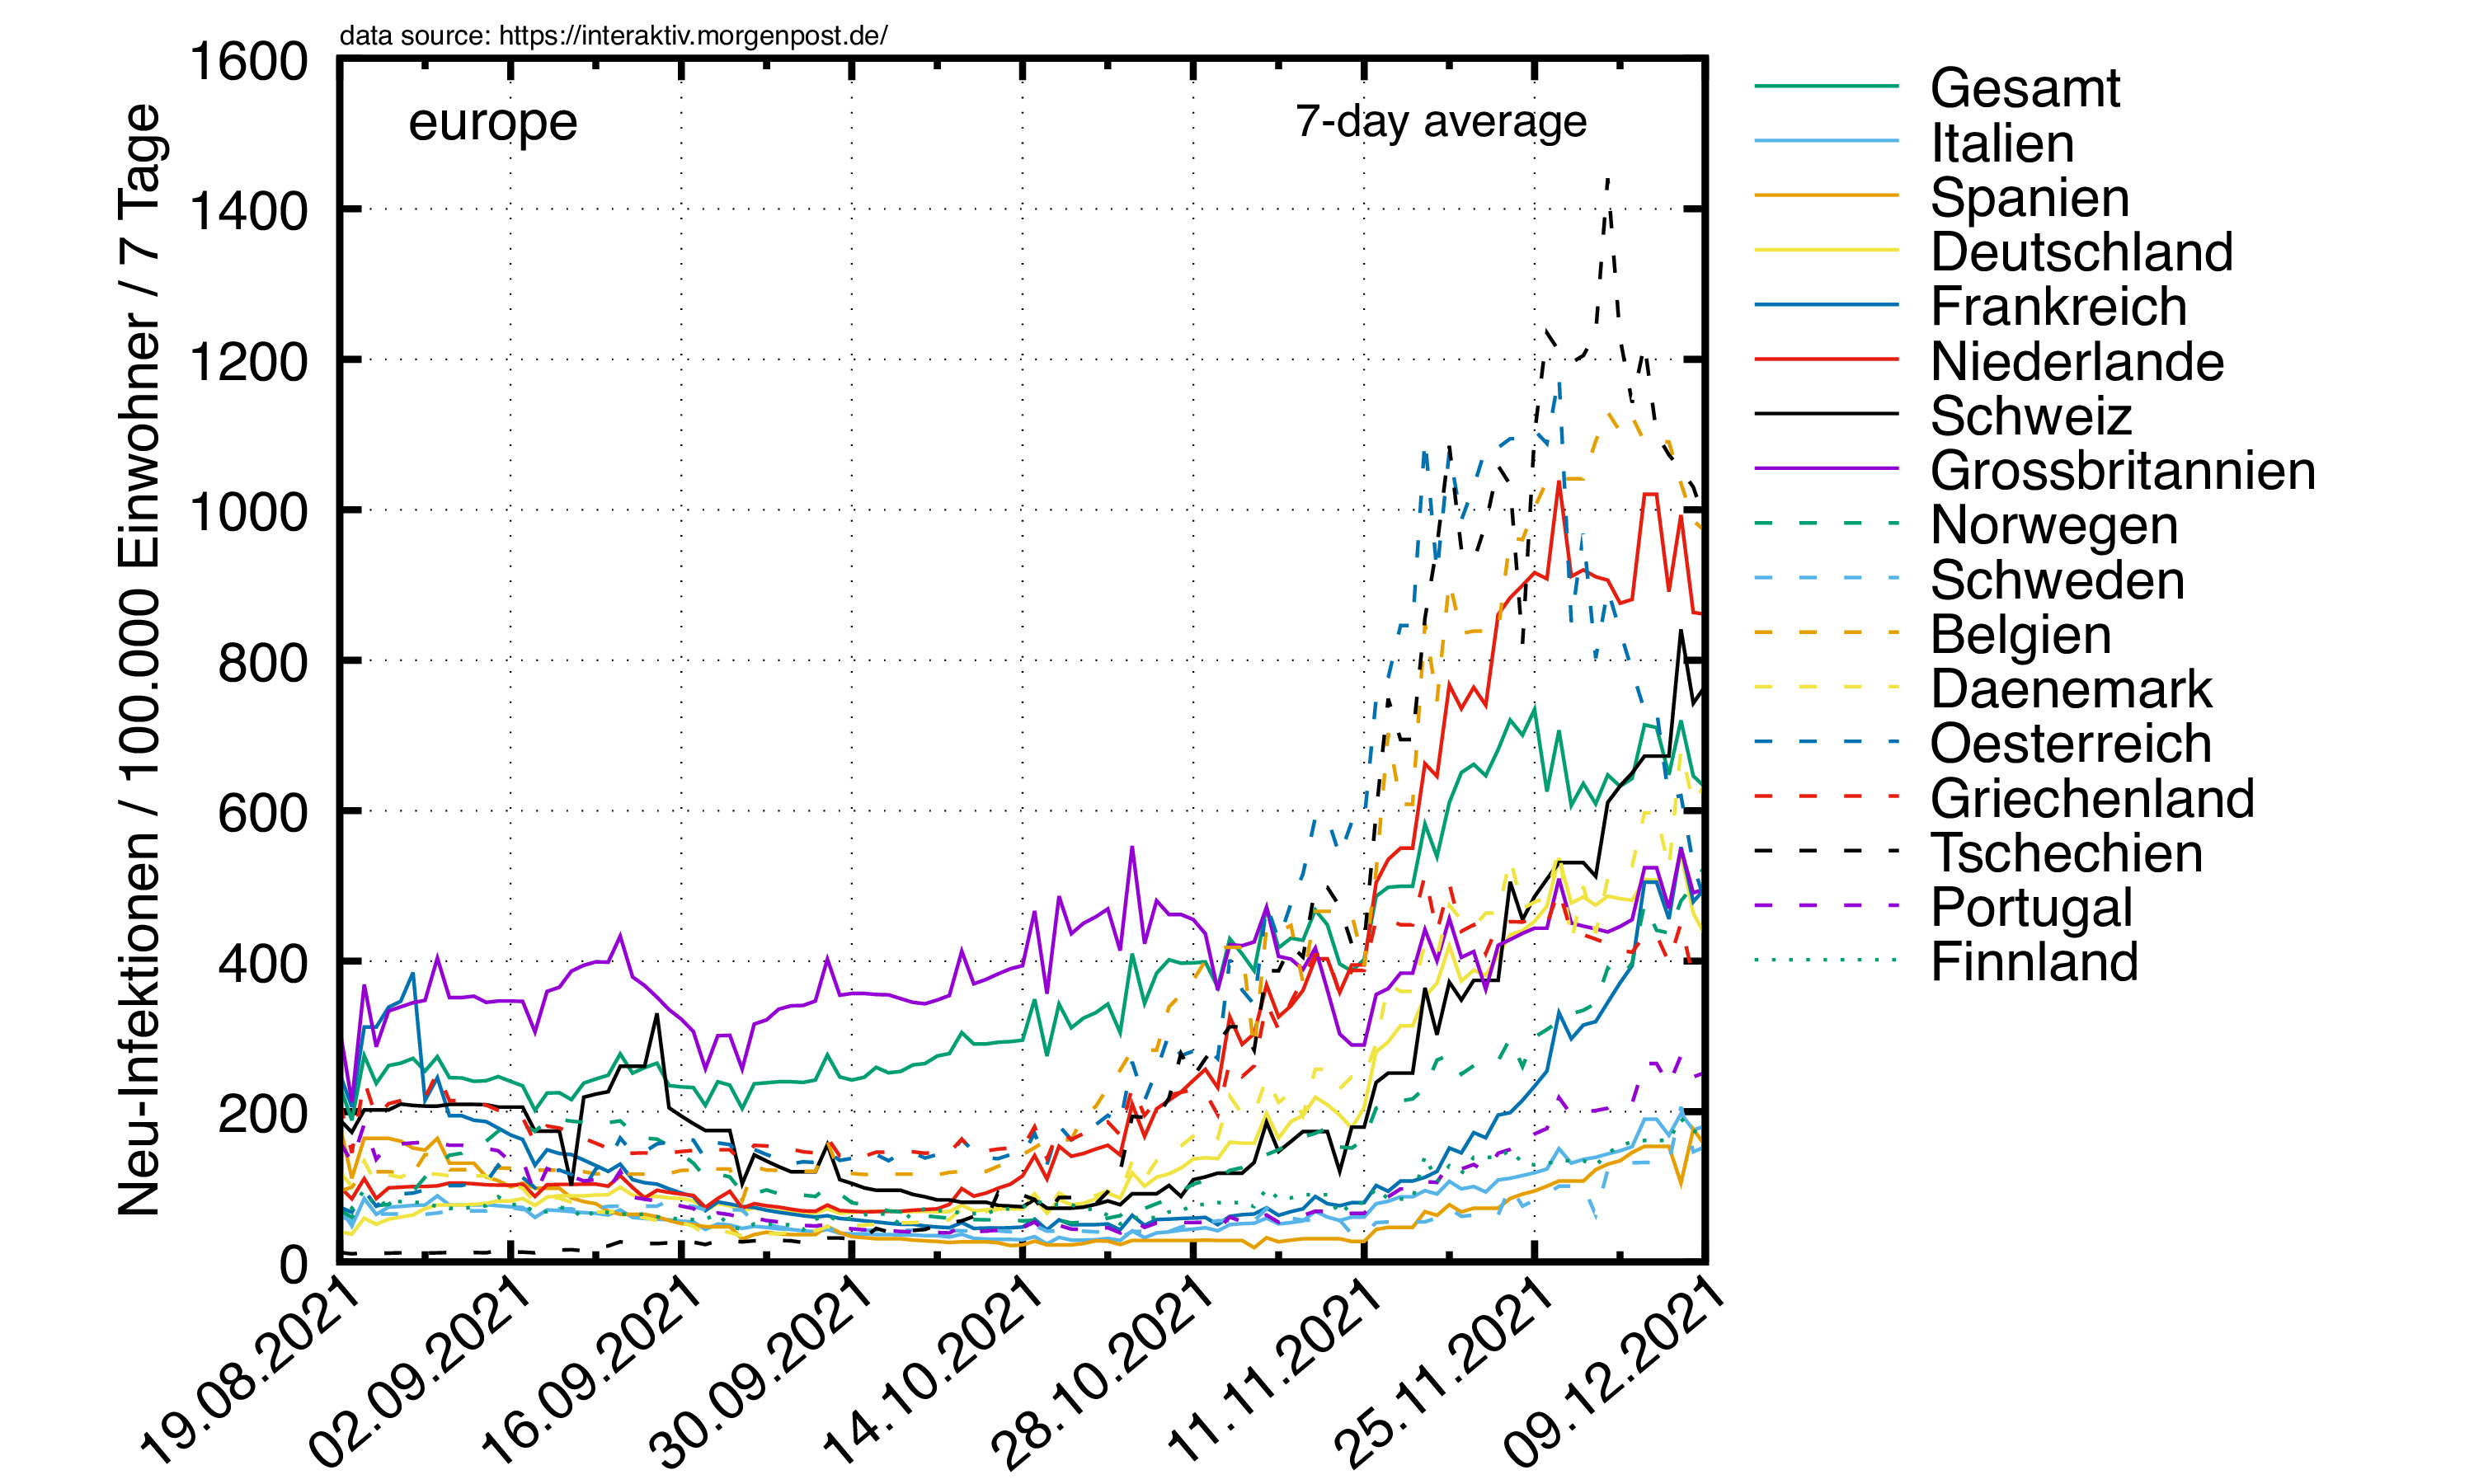 data source: https://interaktiv.morgenpost.de/
europe
7-day average
Neu-Infektionen / 100.000 Einwohner / 7 Tage
1600
1400
1200
1000
800
600
400
200
0
19.08.2021
02.09.2021
16.09.2021
30.09.2021
14.10.2021
28.10.2021
11.11.2021
25.11.2021
09.12.2021
Gesamt
Italien
Spanien
Deutschland
Frankreich
Niederlande
Schweiz
Grossbritannien
Norwegen
Schweden
Belgien
Daenemark
Oesterreich
Griechenland
Tschechien
Portugal
Finnland